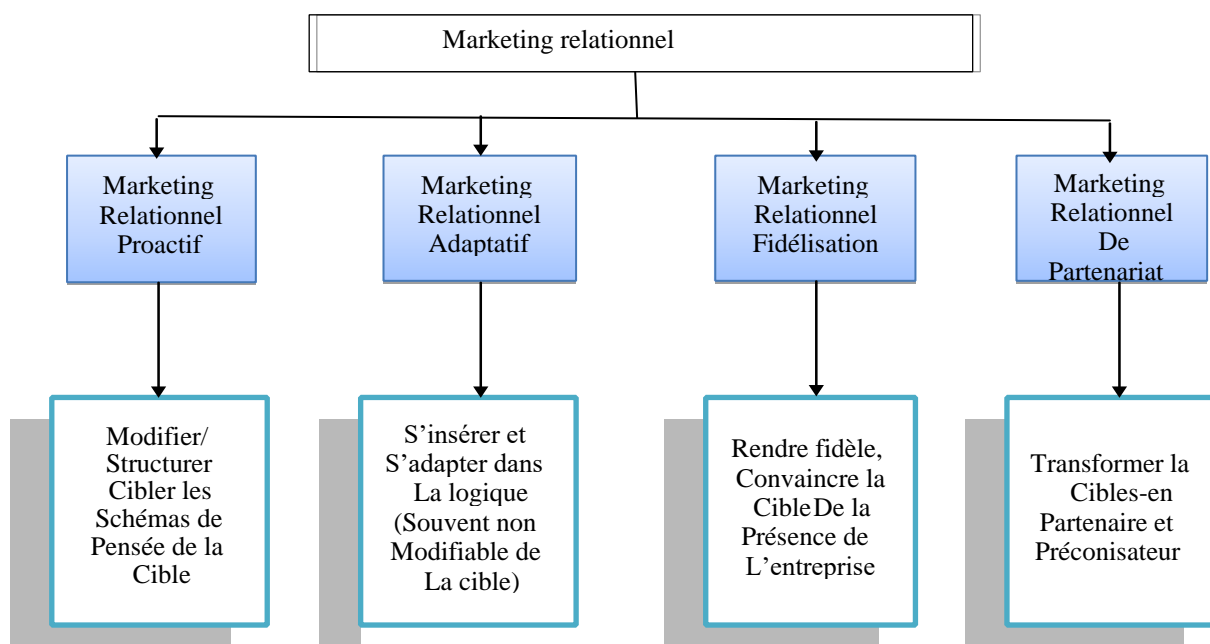 Marketing relationnel
Marketing
Relationnel
Proactif
Marketing
Relationnel
Adaptatif
Marketing
Relationnel
Fidélisation
Marketing
Relationnel
De
Partenariat
Modifier/
Structurer
Cibler les
Schémas de
Pensée de la
Cible
S’insérer et
S’adapter dans
La logique
(Souvent non
Modifiable de
La cible)
Rendre fidèle,
Convaincre la
Cible De la
Présence de
L’entreprise
Transformer la
Cibles-en
Partenaire et
Préconisateur